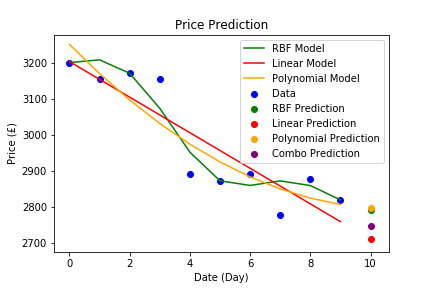 Price Prediction
RBF Model
Linear Model
Polynomial Model
Data
RBF Prediction
Linear Prediction
Polynomial Prediction
Combo Prediction
3200
3100
3000
2900
2800
2700
Price (£)
0 2 4 6 8 10
Date (Day)